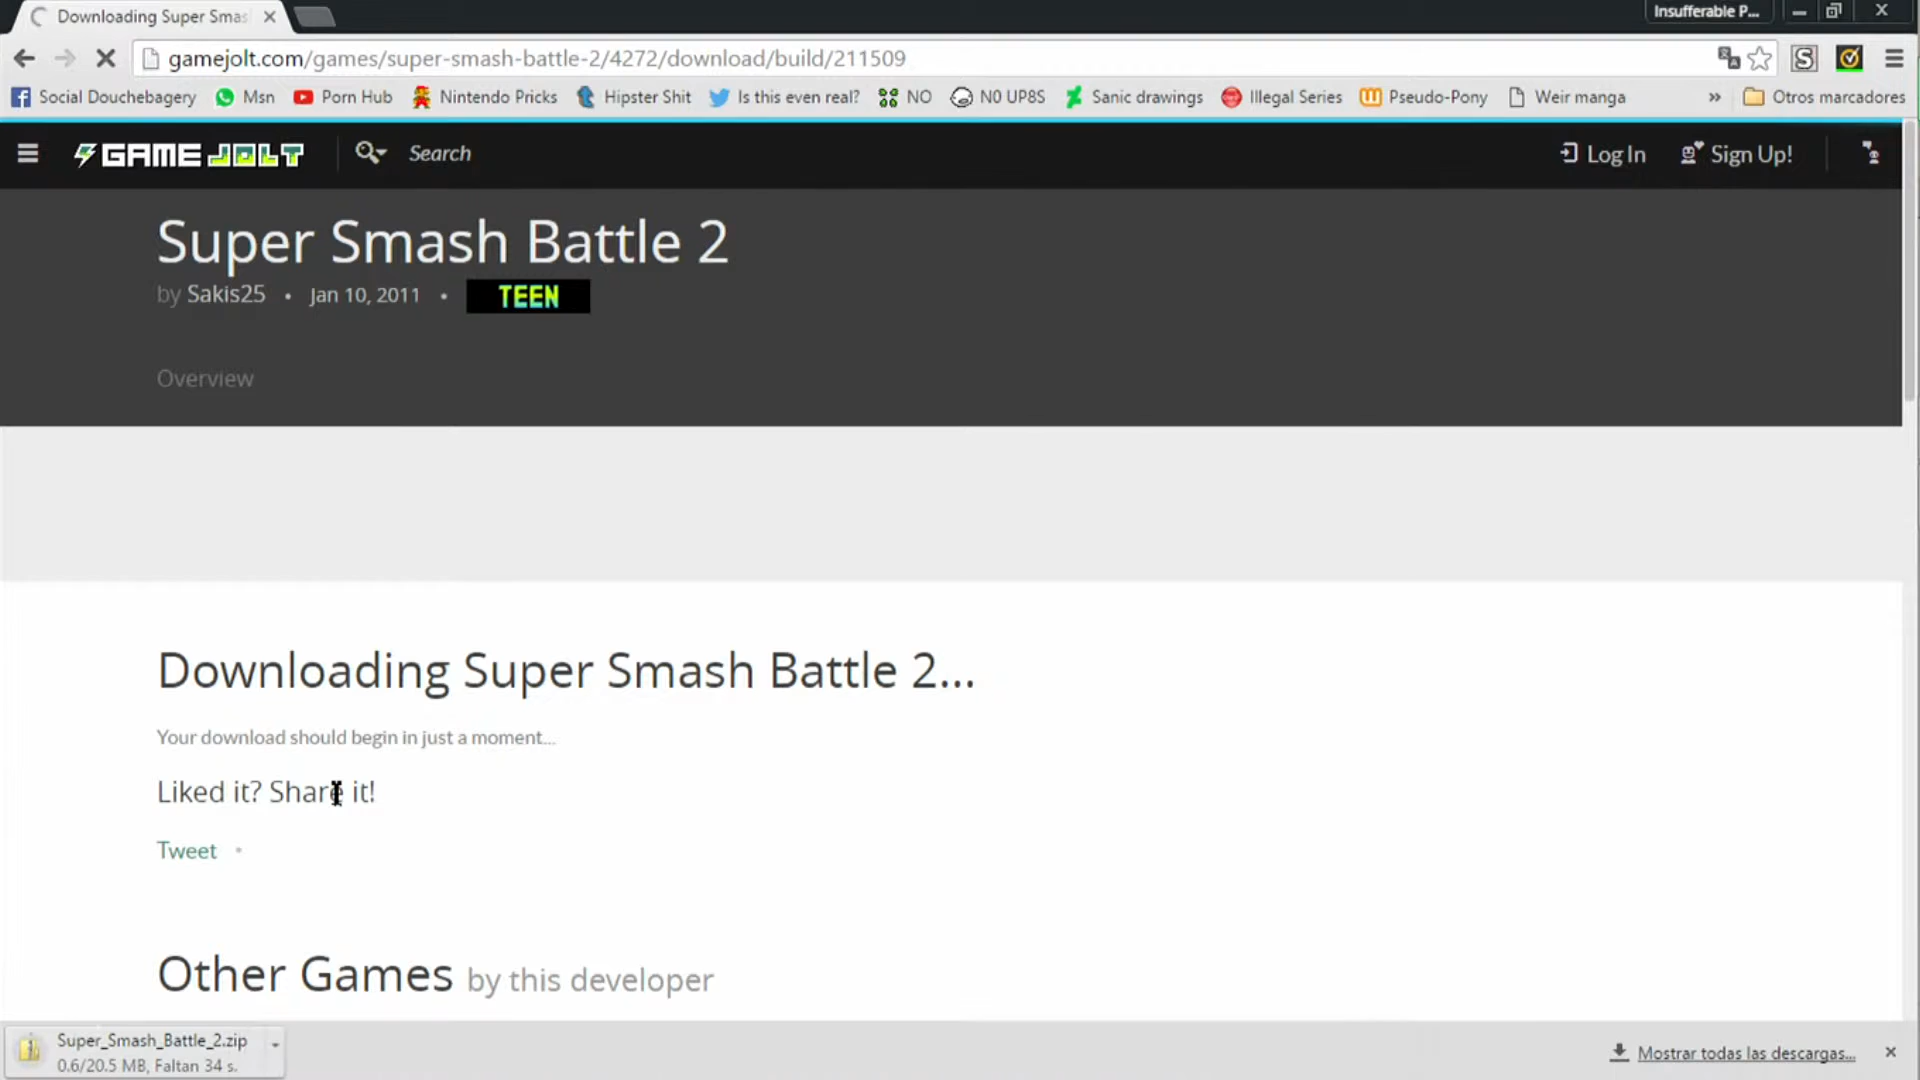 Downloading Super Smas
Insufferable P...
gamejolt.com/games/super-smash-battle-2/4272/download/build/211509
Social Douchebagery
Msn
Porn Hub
Nintendo Pricks
Hipster Shit
Is this even real?
NO
N0 UP8S
Sanic drawings
Illegal Series
Pseudo-Pony
Weir manga
»
Otros marcadores
GAME JOLT
Search
Log In
Sign Up!
Super Smash Battle 2
by Sakis25 • Jan 10, 2011 • TEEN
Overview
Downloading Super Smash Battle 2...
Your download should begin in just a moment...
Liked it? Share it!
Tweet •
Other Games by this developer
Super_Smash_Battle_2.zip
0.6/20.5 MB, Faltan 34 s.
Mostrar todas las descargas...